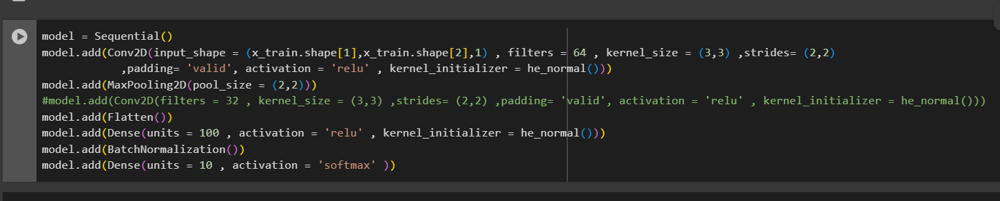 model = Sequential()
model.add(Conv2D(input_shape = (x_train.shape[1],x_train.shape[2],1) , filters = 64 , kernel_size = (3,3) ,strides= (2,2)
,padding= 'valid', activation = 'relu' , kernel_initializer = he_normal()))
model.add(MaxPooling2D(pool_size = (2,2)))
#model.add(Conv2D(filters = 32 , kernel_size = (3,3) ,strides= (2,2) ,padding= 'valid', activation = 'relu' , kernel_initializer = he_normal()))
model.add(Flatten())
model.add(Dense(units = 100 , activation = 'relu' , kernel_initializer = he_normal()))
model.add(BatchNormalization())
model.add(Dense(units = 10 , activation = 'softmax' ))